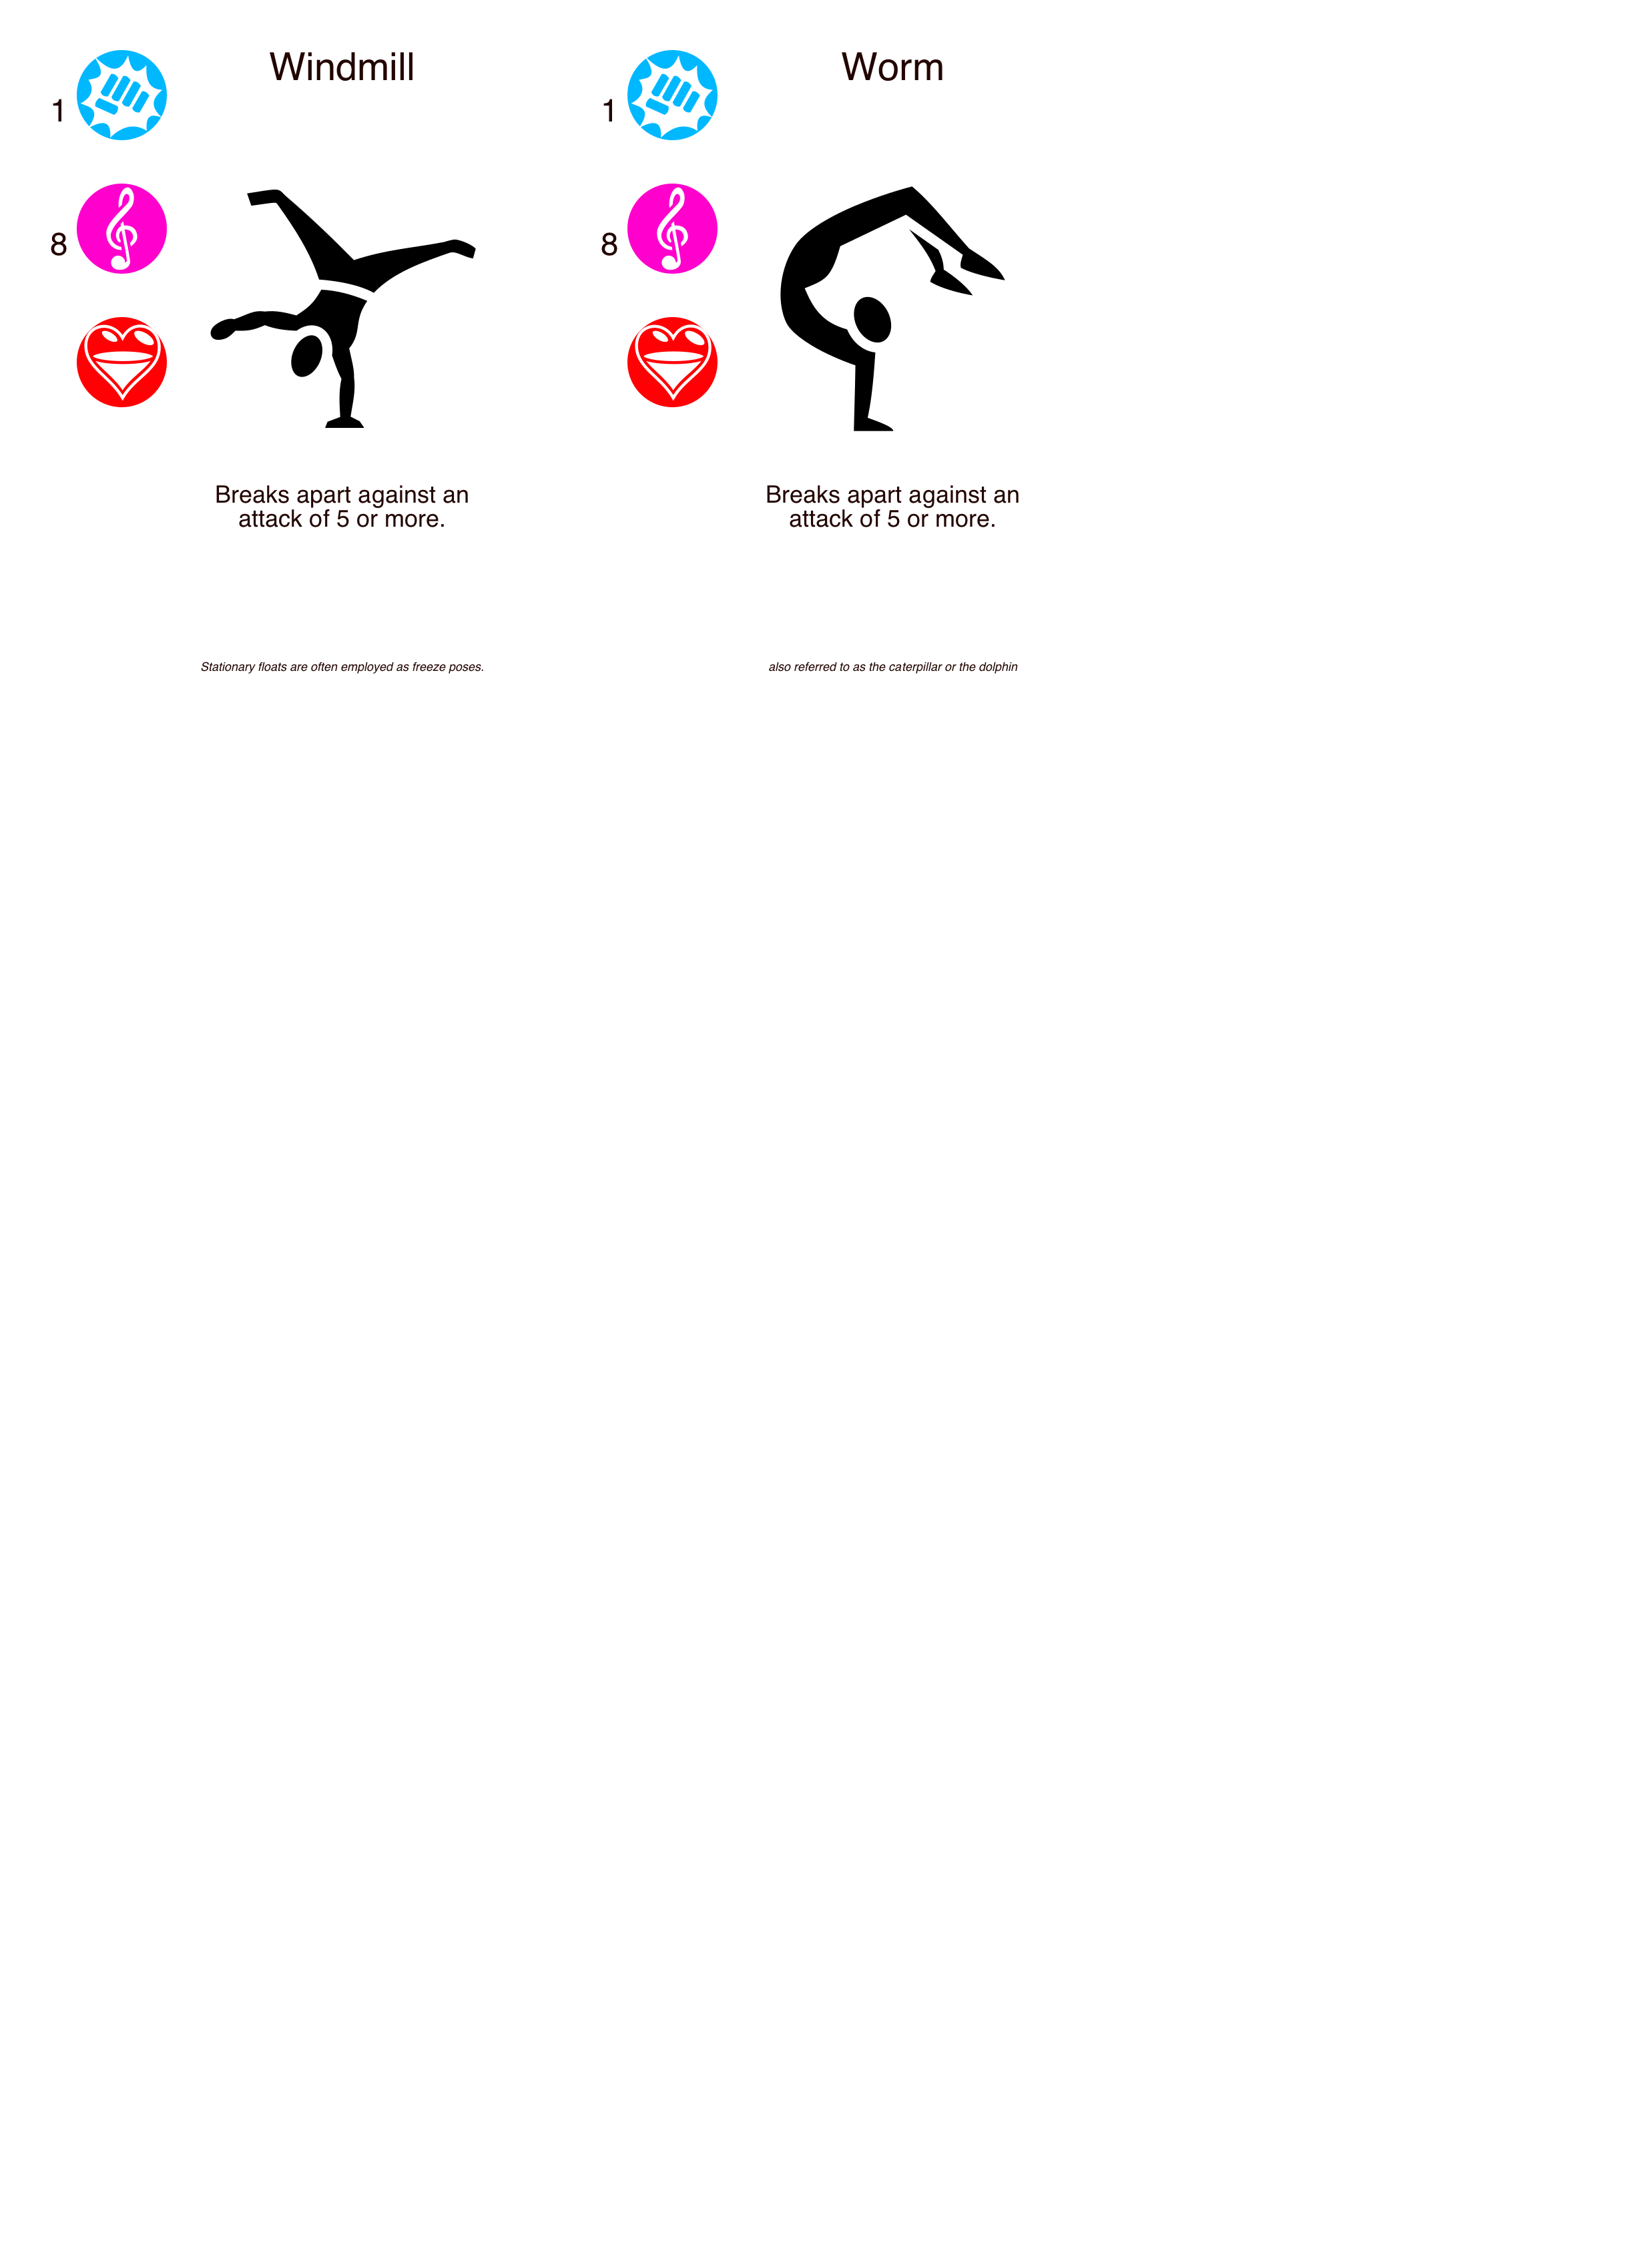 Windmill
1
8
Breaks apart against an
attack of 5 or more.
Stationary floats are often employed as freeze poses.
Worm
1
8
Breaks apart against an
attack of 5 or more.
also referred to as the caterpillar or the dolphin